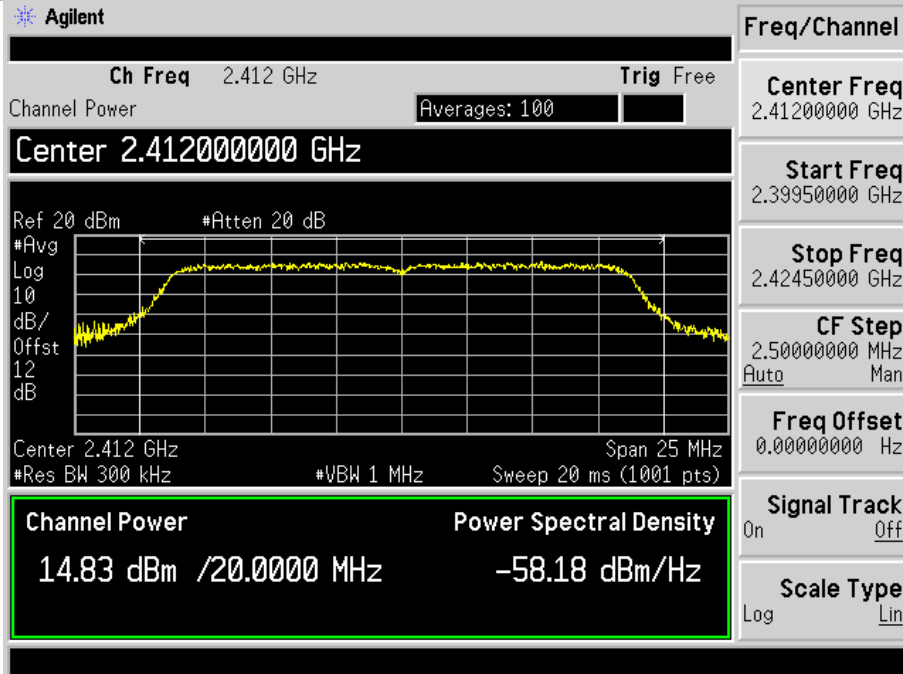 Agilent
Freq/Channel
Ch Freq 2.412 GHz Trig Free
Channel Power Averages: 100
Center 2.412000000 GHz
Ref 20 dBm #Atten 20 dB
#Avg
Log
10
dB/
Offst
12
dB
Center 2.412 GHz Span 25 MHz
#Res BW 300 kHz #VBW 1 MHz Sweep 20 ms (1001 pts)
Channel Power Power Spectral Density
14.83 dBm /20.0000 MHz -58.18 dBm/Hz
Center Freq
2.41200000 GHz
Start Freq
2.39950000 GHz
Stop Freq
2.42450000 GHz
CF Step
2.50000000 MHz
Auto Man
Freq Offset
0.00000000 Hz
Signal Track
On Off
Scale Type
Log Lin